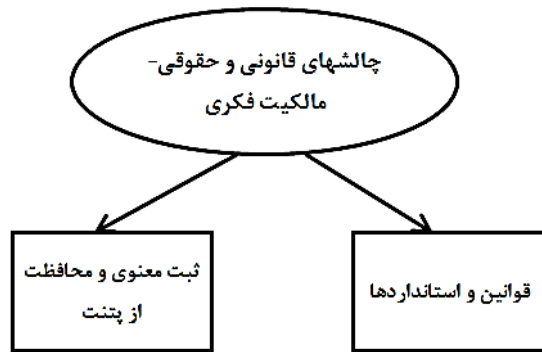 چالشهای قانونی و حقوقی-
مالکیت فکری
قوانین و استانداردها
ثبت معنوی و محافظت
از پتنت